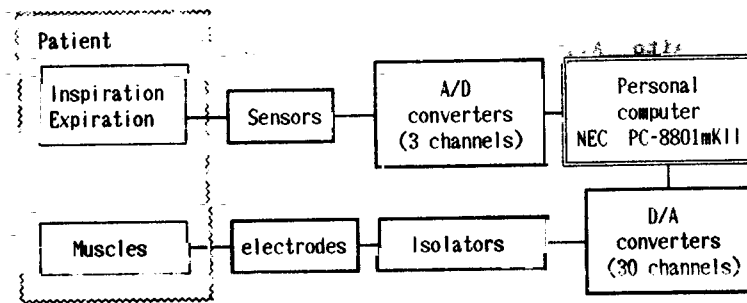 Patient
Inspiration
Expiration
Sensors
A/D
converters
(3 channels)
Personal
computer
NEC PC-8801mKII
Muscles
electrodes
Isolators
D/A
converters
(30 channels)